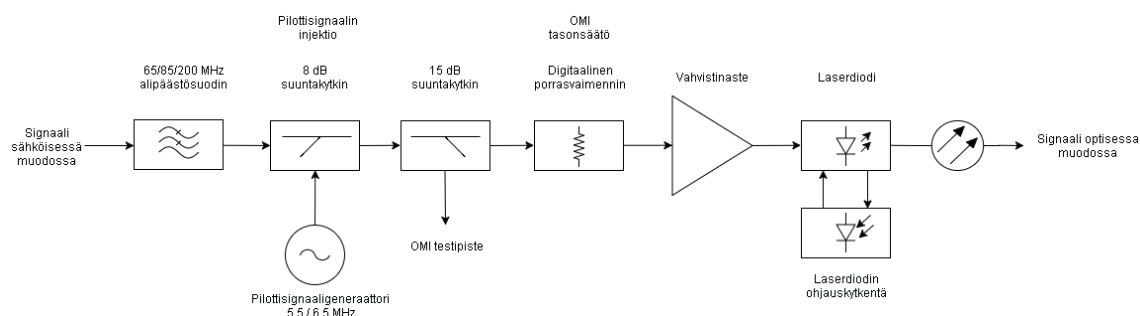 Pilottisignaalin
injektio
OMI
tasonsäätö
65/85/200 MHz
alipäästösuodin
8 dB
suuntakytkin
15 dB
suuntakytkin
Digitaalinen
porrasvaimennin
Vahvistinaste
Laserdiodi
Signaali
sähköisessä
muodossa
Signaali optisessa
muodossa
OMI testipiste
Pilottisignaaligeneraattori
5,5 / 6,5 MHz
Laserdiodin
ohjauskytkentä